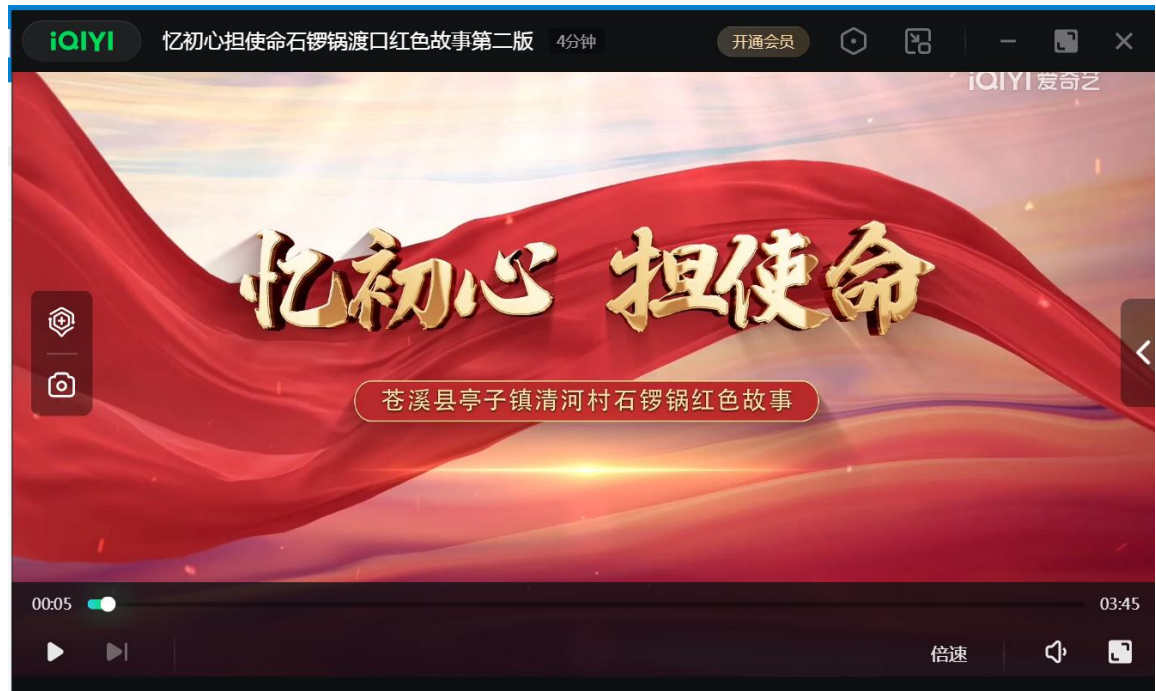 iQIYI 忆初心担使命石锣锅渡口红色故事第二版 4分钟 开通会员
iQIYI 爱奇艺
忆初心 担使命
苍溪县亭子镇清河村石锣锅红色故事
00:05 03:45
倍速